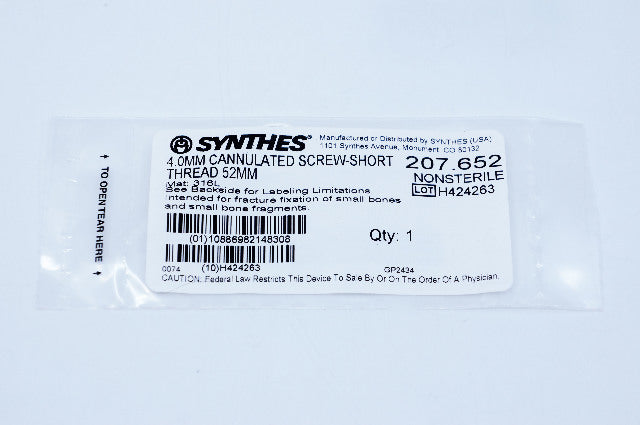 SYNTHES®
Manufactured or Distributed by SYNTHES (USA)
1101 Synthes Avenue, Monument, CO 80132
4.0MM CANNULATED SCREW-SHORT
THREAD 52MM
207.652
NONSTERILE
LOT H424263
Mat: 316L
See Backside for Labeling Limitations
Intended for fracture fixation of small bones
and small bone fragments.
(01)10886982148308
Qty: 1
(10)H424263
0074
GP2434
CAUTION: Federal Law Restricts This Device To Sale By Or On The Order Of A Physician.
TO OPEN TEAR HERE